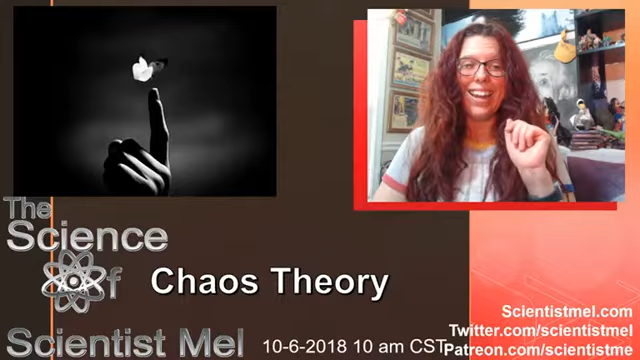 The
Science
of
Chaos Theory
Scientist Mel
10-6-2018 10 am CST
Scientistmel.com
Twitter.com/scientistmel
Patreon.com/scientistme